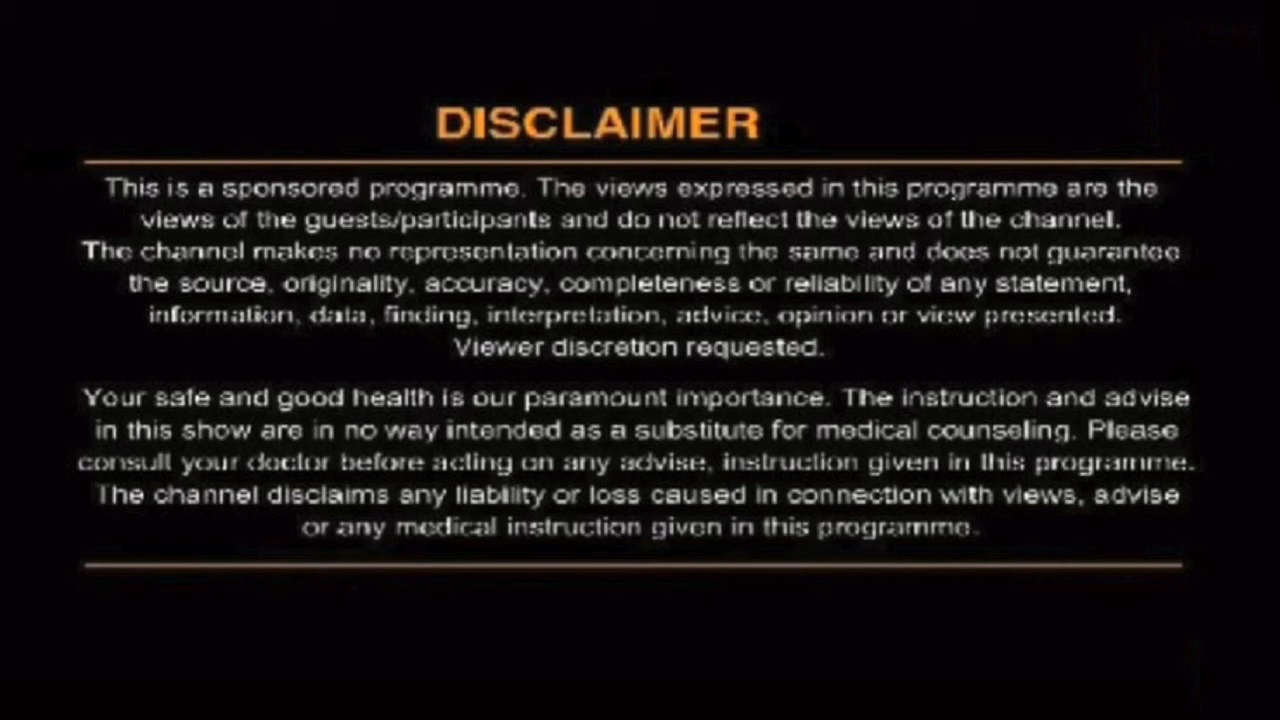 DISCLAIMER
This is a sponsored programme. The views expressed in this programme are the
views of the guests/participants and do not reflect the views of the channel.
The channel makes no representation concerning the same and does not guarantee
the source, originality, accuracy, completeness or reliability of any statement,
information, data, finding, interpretation, advice, opinion or view presented.
Viewer discretion requested.
Your safe and good health is our paramount importance. The instruction and advise
in this show are in no way intended as a substitute for medical counseling. Please
consult your doctor before acting on any advise, instruction given in this programme.
The channel disclaims any liability or loss caused in connection with views, advise
or any medical instruction given in this programme.